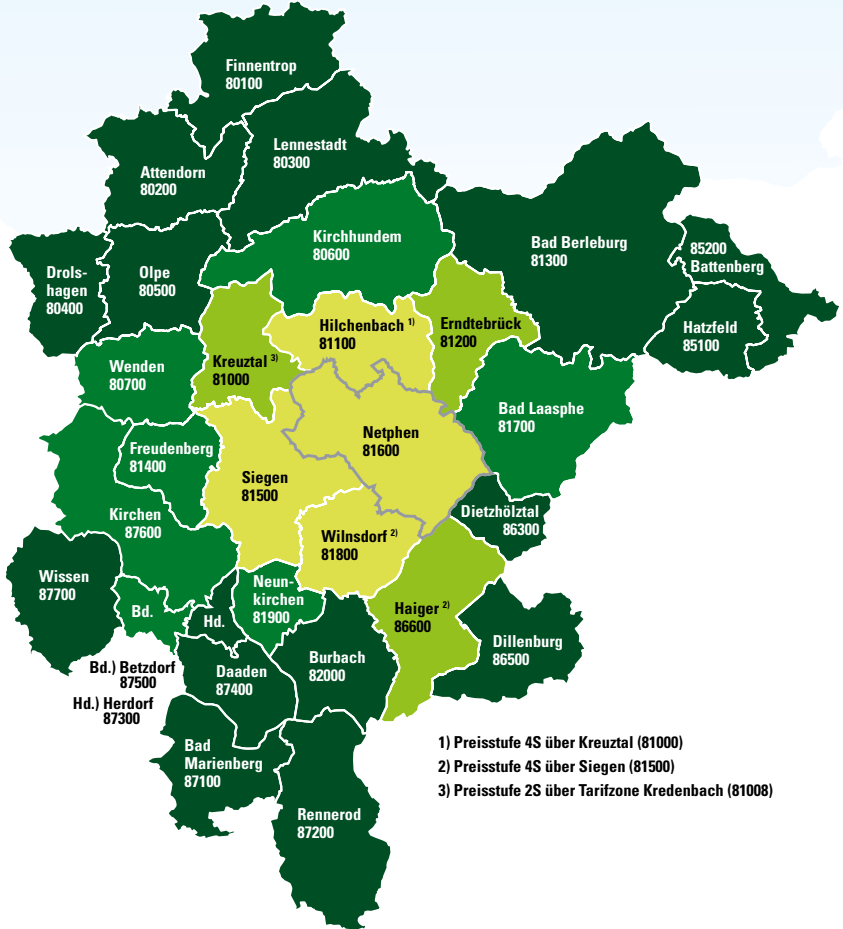 Finnentrop
80100
Lennestadt
80300
Attendorn
80200
Kirchhundem
80600
Bad Berleburg
81300
85200
Battenberg
Drols-
hagen
80400
Olpe
80500
Hatzfeld
85100
Hilchenbach 1)
81100
Erndtebrück
81200
Kreuztal 3)
81000
Wenden
80700
Bad Laasphe
81700
Netphen
81600
Freudenberg
81400
Siegen
81500
Dietzhölztal
86300
Kirchen
87600
Wilnsdorf 2)
81800
Wissen
87700
Neun-
kirchen
81900
Bd.
Hd.
Haiger 2)
86600
Dillenburg
86500
Burbach
82000
Bd.) Betzdorf
87500
Daaden
87400
Hd.) Herdorf
87300
Bad
Marienberg
87100
Rennerod
87200
1) Preisstufe 4S über Kreuztal (81000)
2) Preisstufe 4S über Siegen (81500)
3) Preisstufe 2S über Tarifzone Kredenbach (81008)